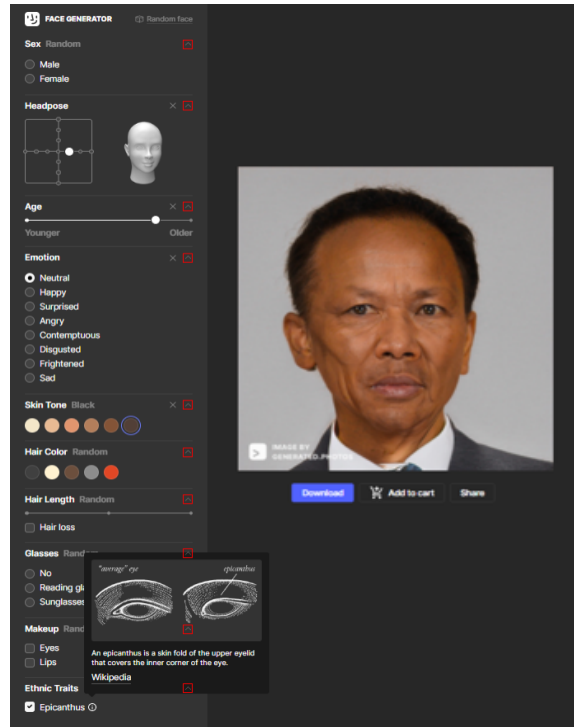 FACE GENERATOR
Random face
Sex Random
Male
Female
Headpose
Age
Younger Older
Emotion
Neutral
Happy
Surprised
Angry
Contemptuous
Disgusted
Frightened
Sad
Skin Tone Black
Hair Color Random
Hair Length Random
Hair loss
Glasses
No
Reading
Sunglasses
Makeup
Eyes
Lips
Ethnic Traits
Epicanthus
"average" eye epicanthus
An epicanthus is a skin fold of the upper eyelid
that covers the inner corner of the eye.
Wikipedia
IMAGE BY
GENERATED.PHOTOS
Download Add to cart Share